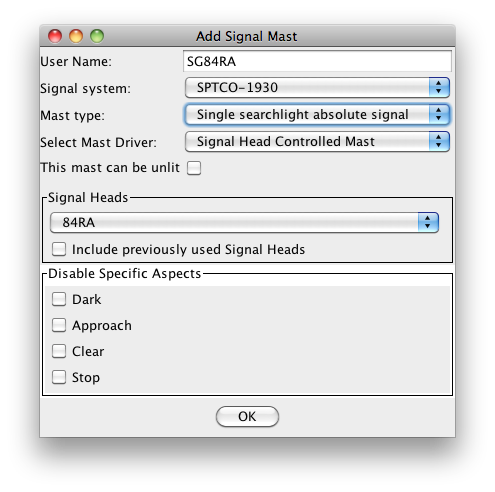 Add Signal Mast
User Name: SG84RA
Signal system: SPTCO-1930
Mast type: Single searchlight absolute signal
Select Mast Driver: Signal Head Controlled Mast
This mast can be unlit
Signal Heads
84RA
Include previously used Signal Heads
Disable Specific Aspects
Dark
Approach
Clear
Stop
OK